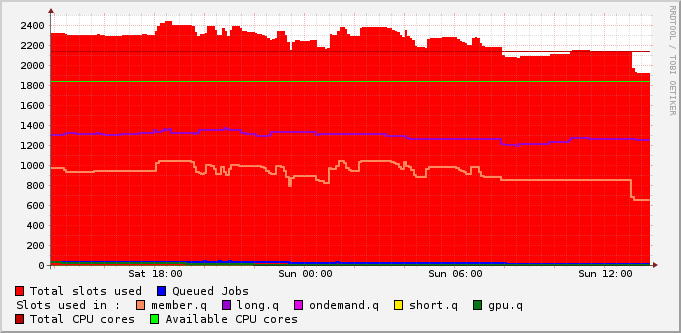 RRDTOOL / TOBI OETIKER
2400
2200
2000
1800
1600
1400
1200
1000
800
600
400
200
0
Sat 18:00 Sun 00:00 Sun 06:00 Sun 12:00
Total slots used Queued Jobs
Slots used in : member.q long.q ondemand.q short.q gpu.q
Total CPU cores Available CPU cores